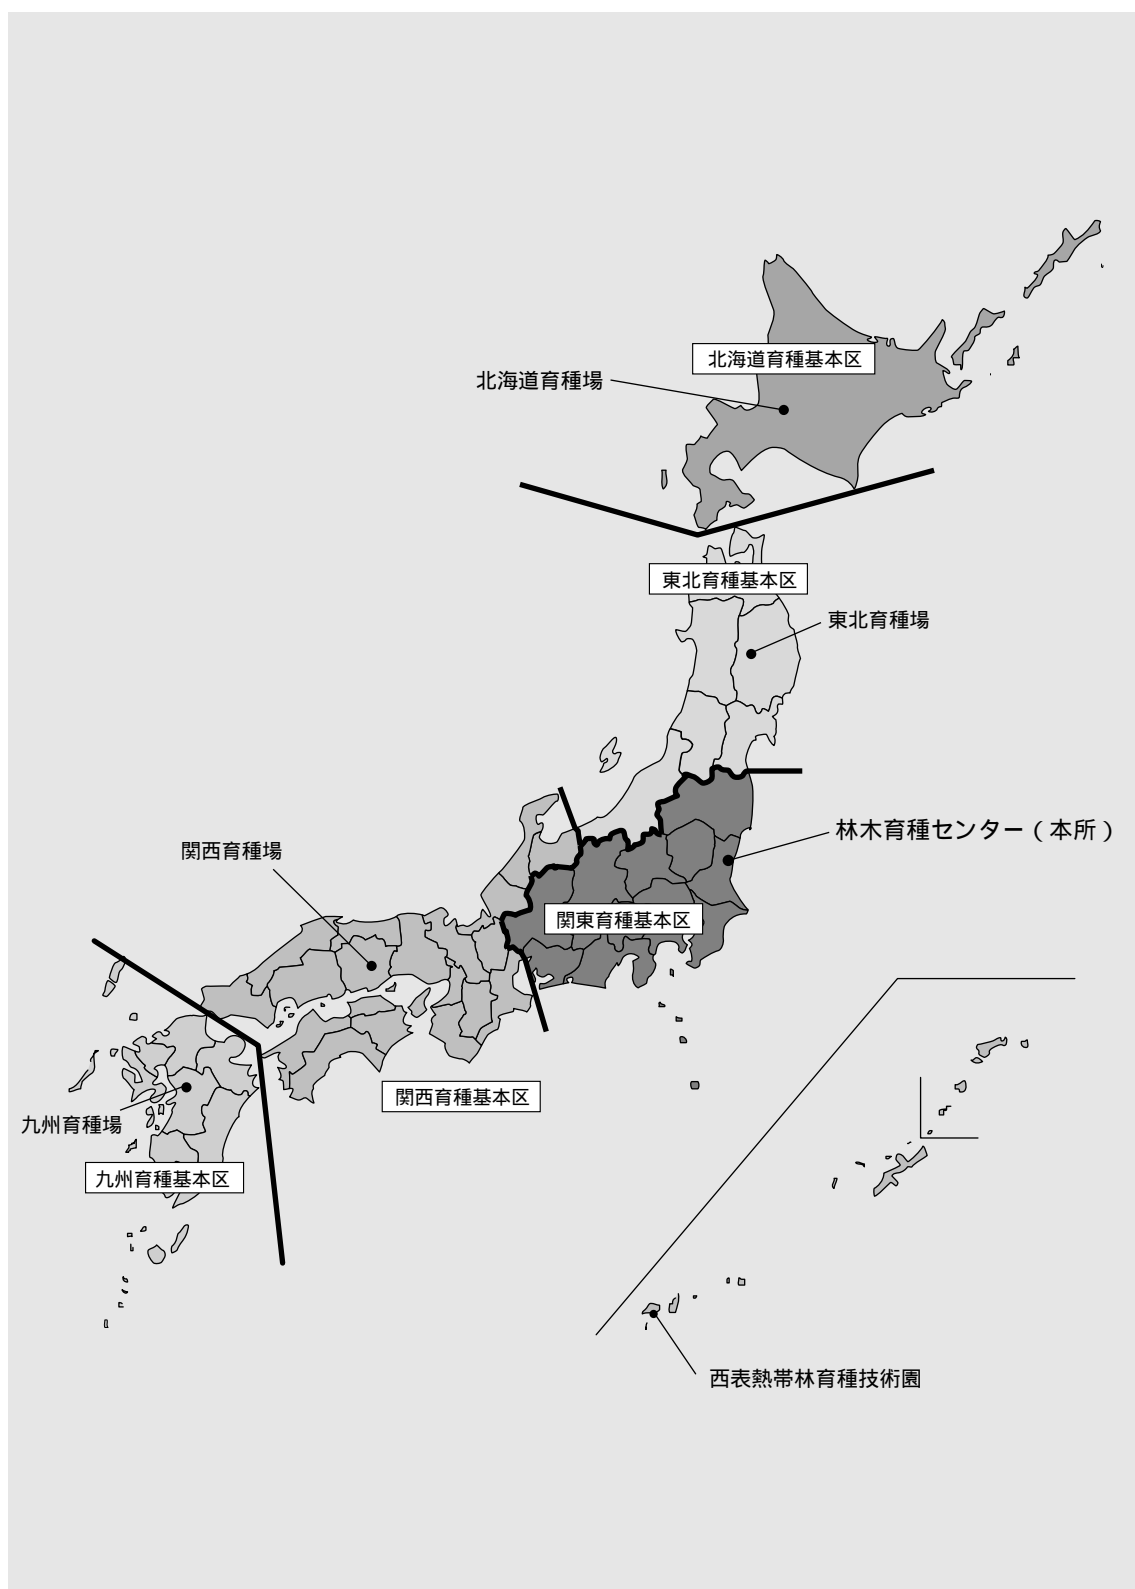 北海道育種基本区
北海道育種場
東北育種基本区
東北育種場
林木育種センター（本所）
関西育種場
関東育種基本区
関西育種基本区
九州育種場
九州育種基本区
西表熱帯林育種技術園